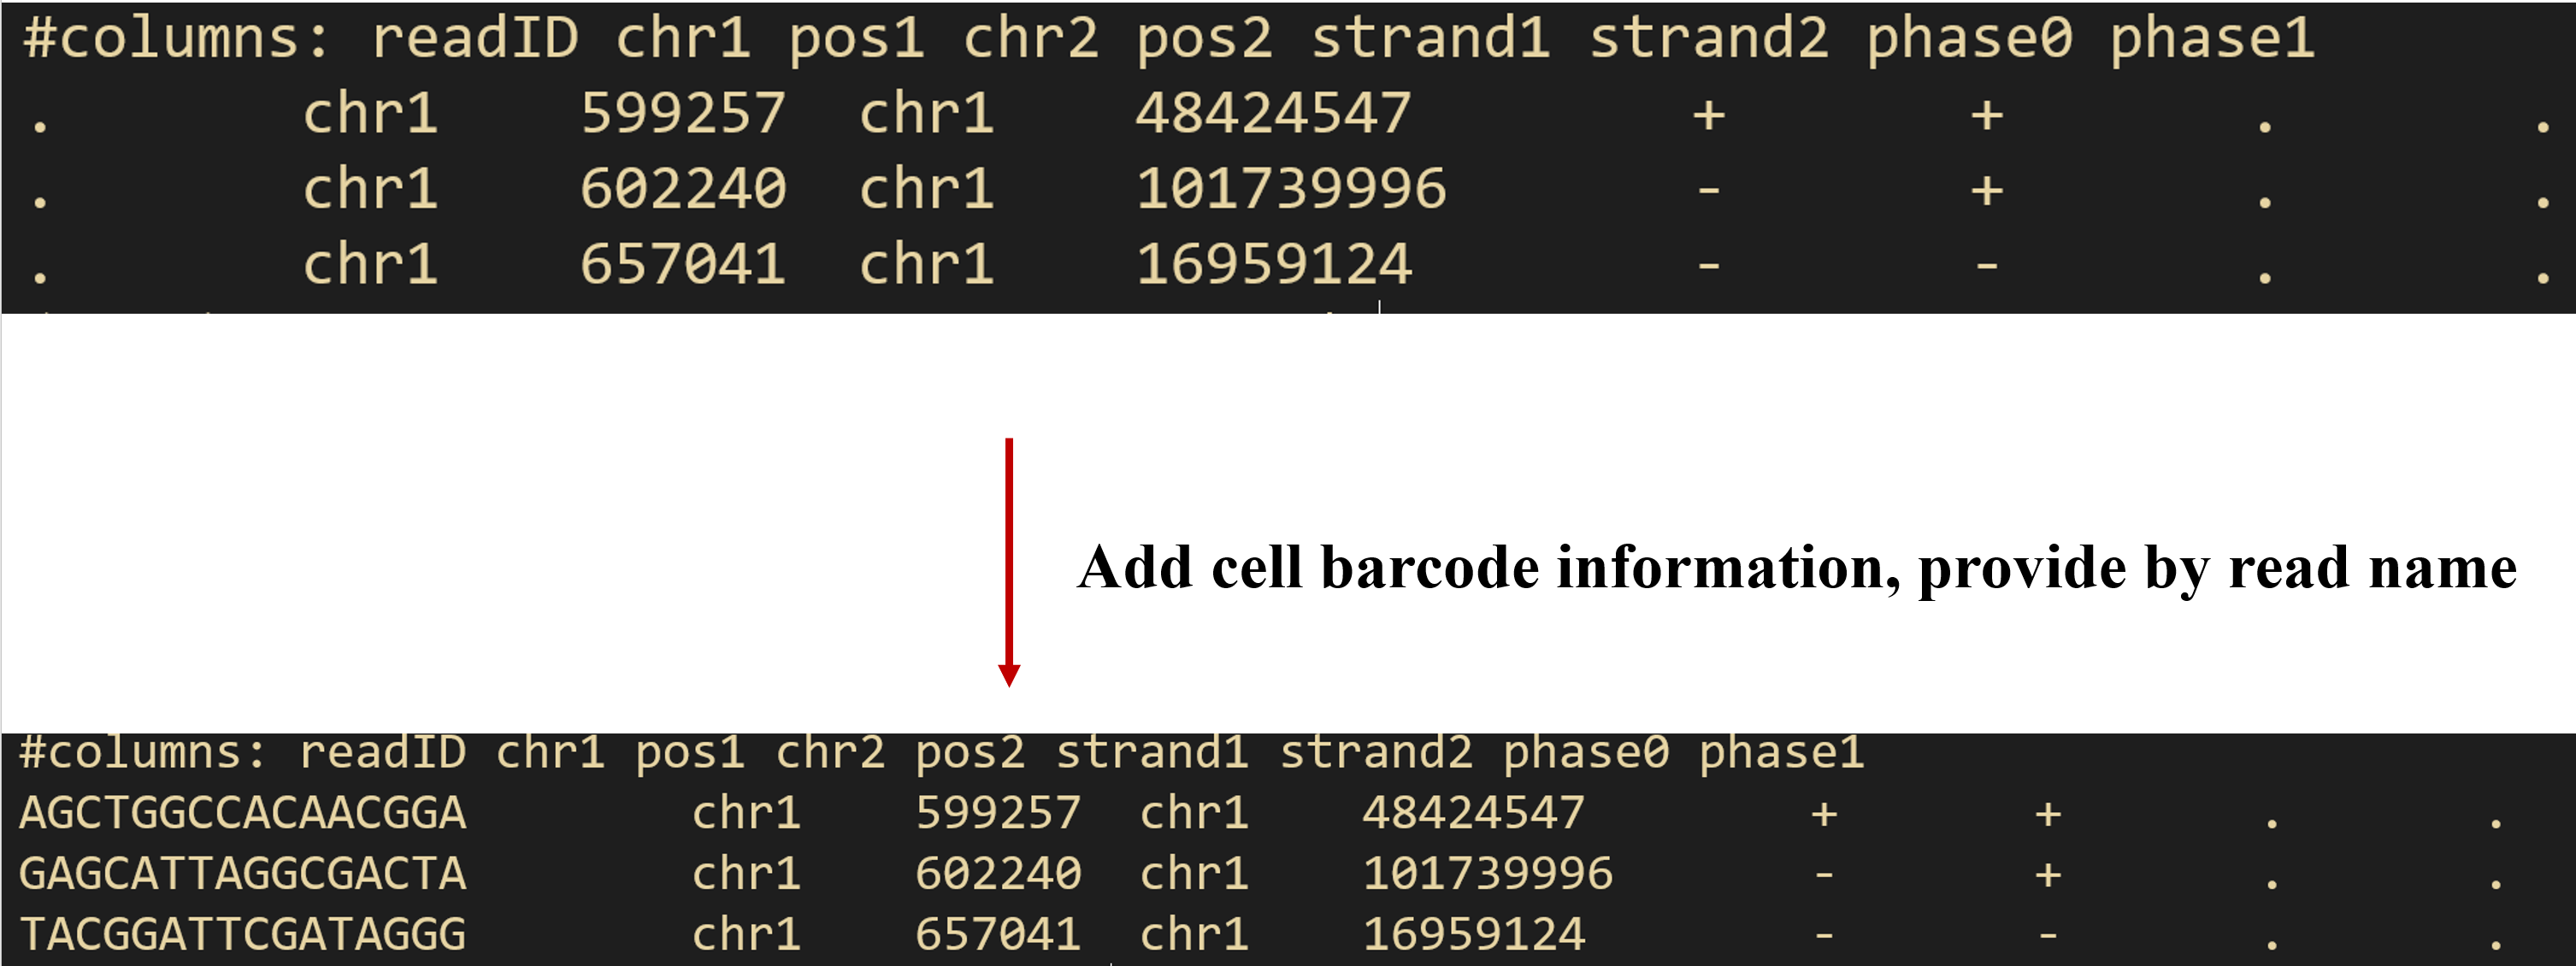 #columns: readID chr1 pos1 chr2 pos2 strand1 strand2 phase0 phase1
. chr1 599257 chr1 48424547 + + . .
. chr1 602240 chr1 101739996 - + . .
. chr1 657041 chr1 16959124 - - . .
Add cell barcode information, provide by read name
#columns: readID chr1 pos1 chr2 pos2 strand1 strand2 phase0 phase1
AGCTGGCCACAACGGA chr1 599257 chr1 48424547 + + . .
GAGCATTAGGCGACTA chr1 602240 chr1 101739996 - + . .
TACGGATTCGATAGGG chr1 657041 chr1 16959124 - - . .